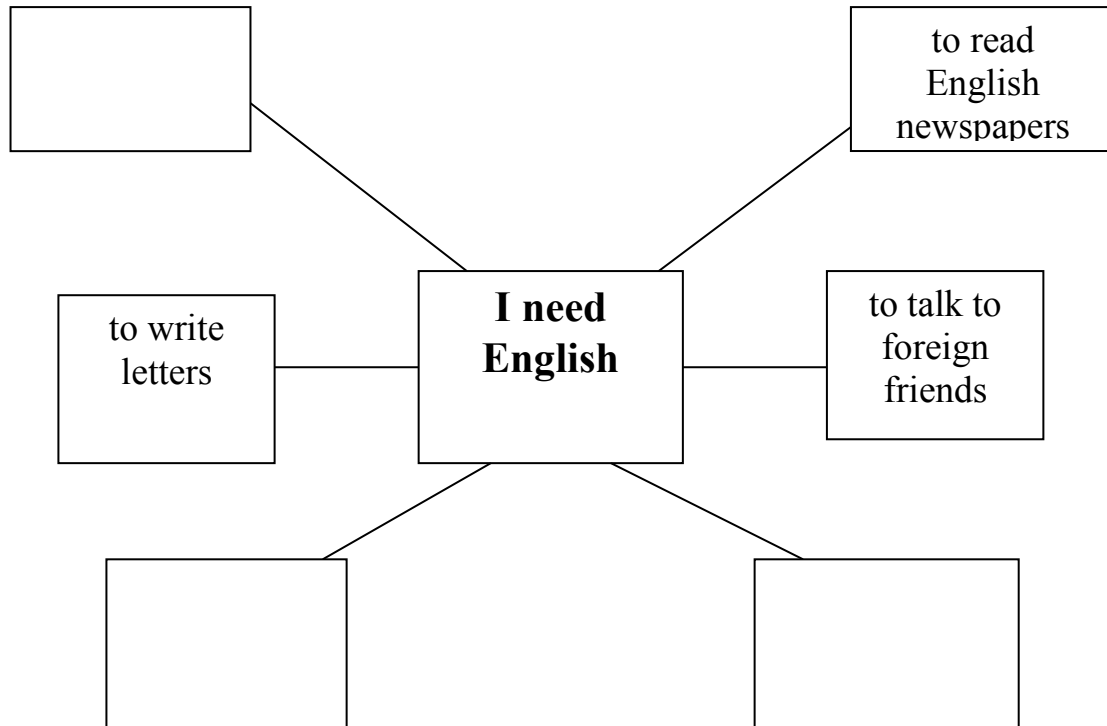 to read
English
newspapers
I need
English
to write
letters
to talk to
foreign
friends